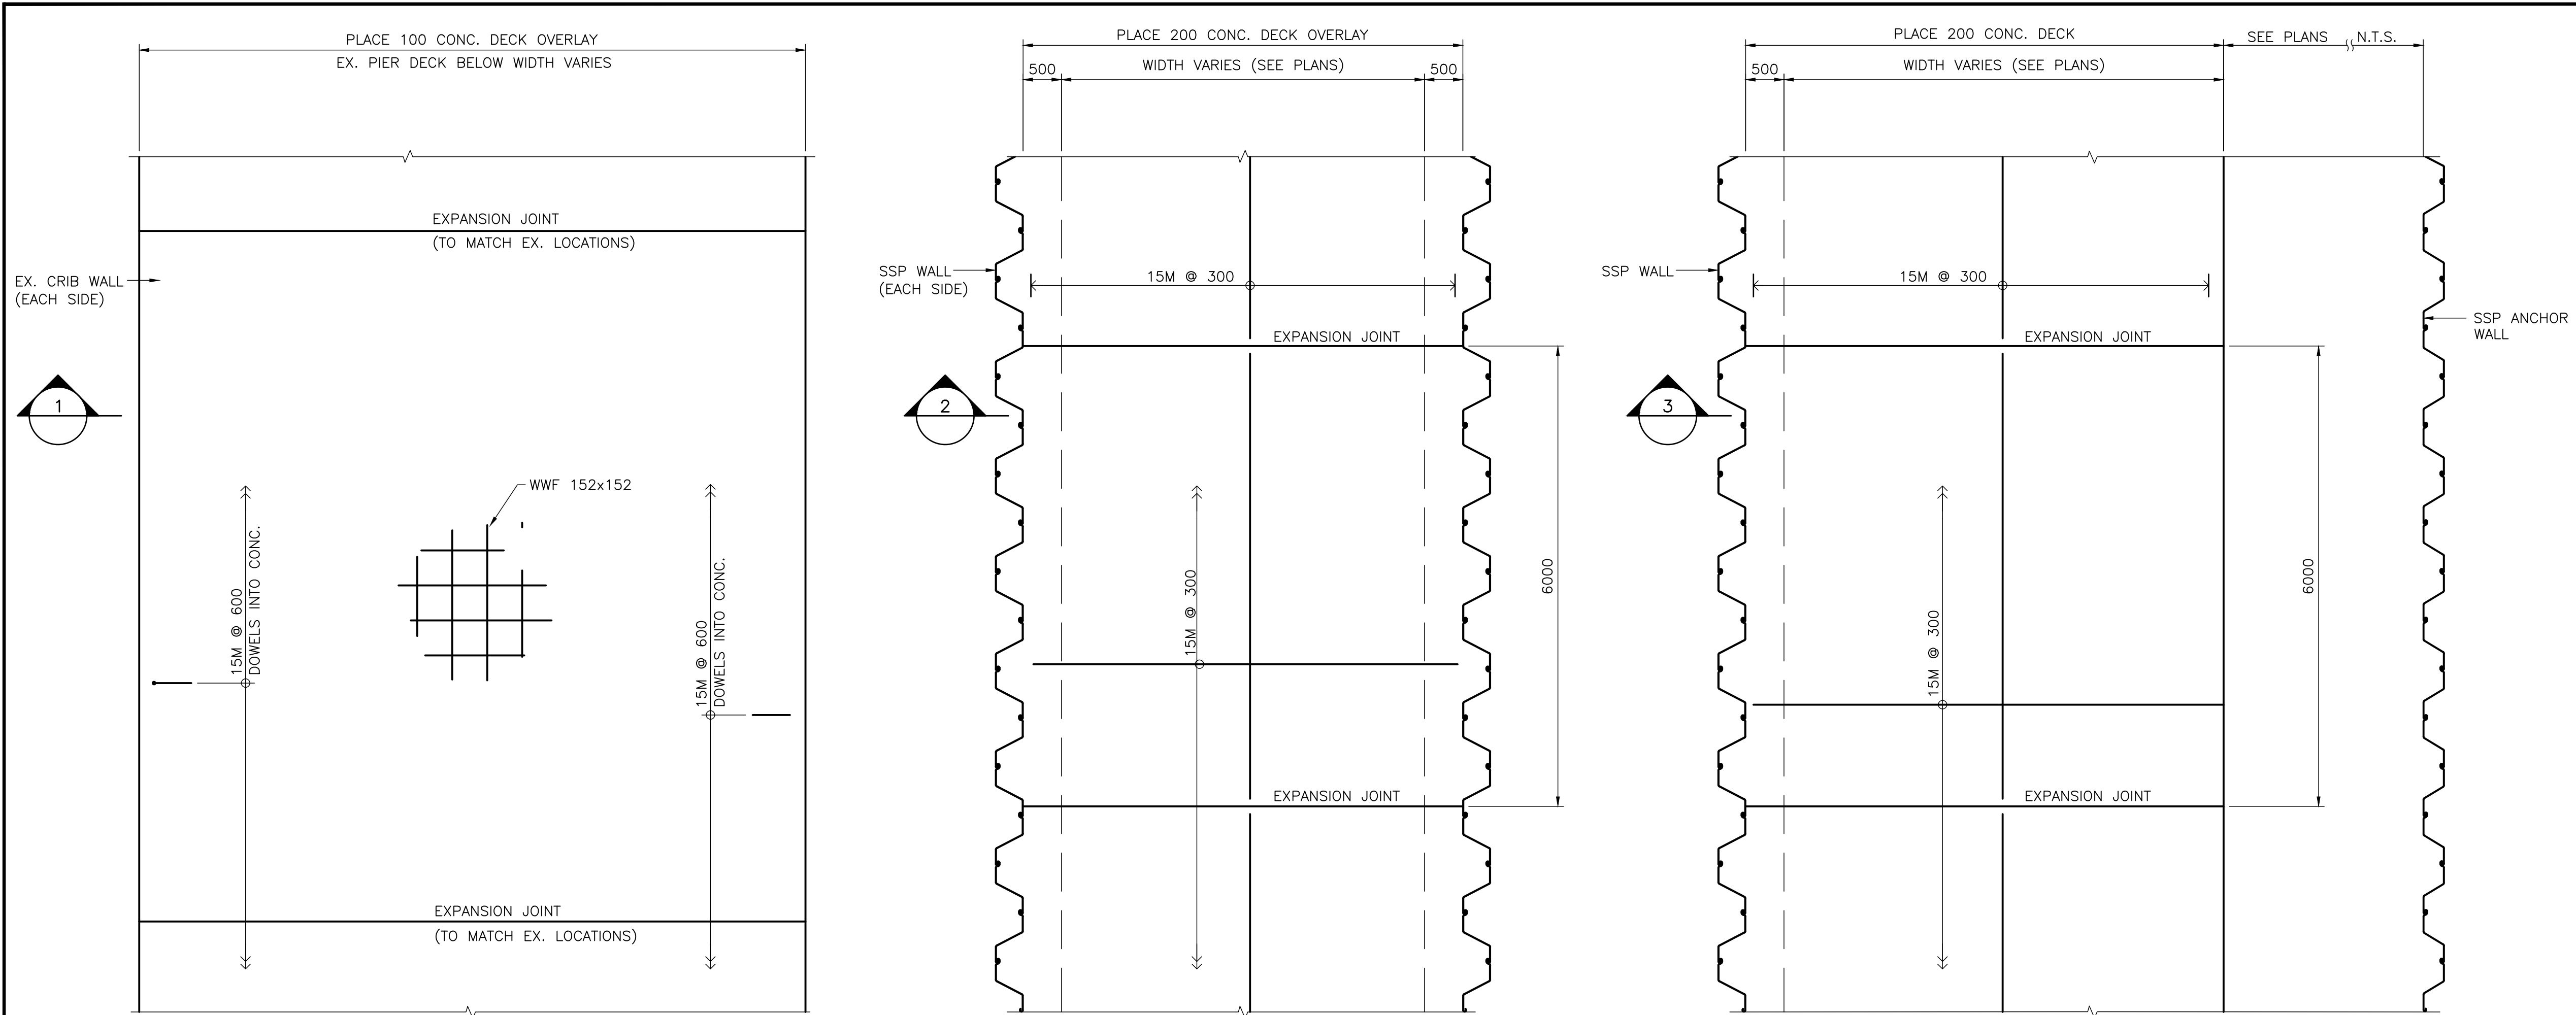 PLACE 100 CONC. DECK OVERLAY
EX. PIER DECK BELOW WIDTH VARIES
EXPANSION JOINT
(TO MATCH EX. LOCATIONS)
EX. CRIB WALL
(EACH SIDE)
1
WWF 152x152
15M @ 600
DOWELS INTO CONC.
15M @ 600
DOWELS INTO CONC.
EXPANSION JOINT
(TO MATCH EX. LOCATIONS)
PLACE 200 CONC. DECK OVERLAY
500
WIDTH VARIES (SEE PLANS)
500
SSP WALL
(EACH SIDE)
15M @ 300
EXPANSION JOINT
2
15M @ 300
6000
EXPANSION JOINT
PLACE 200 CONC. DECK
SEE PLANS
N.T.S.
500
WIDTH VARIES (SEE PLANS)
SSP WALL
15M @ 300
SSP ANCHOR
WALL
EXPANSION JOINT
3
15M @ 300
6000
EXPANSION JOINT